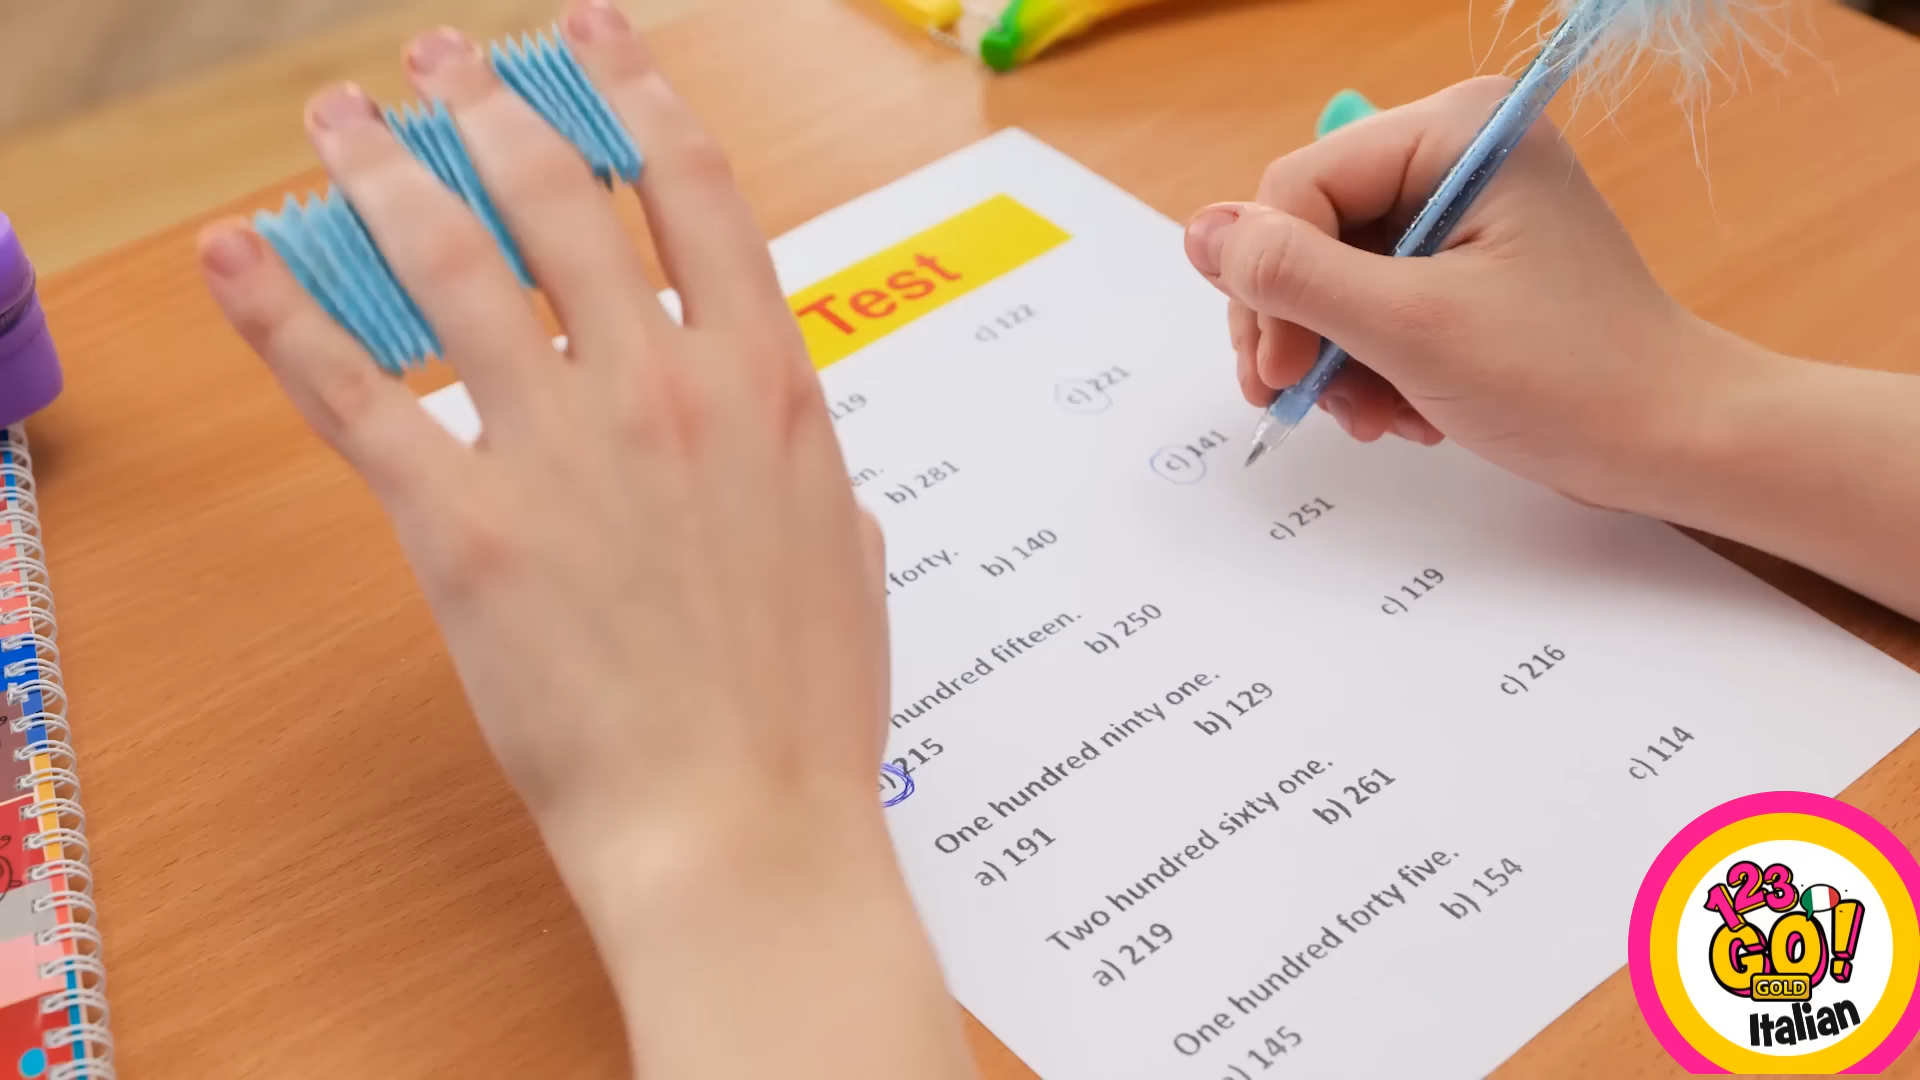 Test
c) 122
119
c) 221
en.
b) 281
c) 141
forty.
b) 140
c) 251
hundred fifteen.
215
b) 250
c) 119
One hundred ninty one.
a) 191
b) 129
c) 216
Two hundred sixty one.
a) 219
b) 261
c) 114
One hundred forty five.
) 145
b) 154
123
GO!
GOLD
Italian